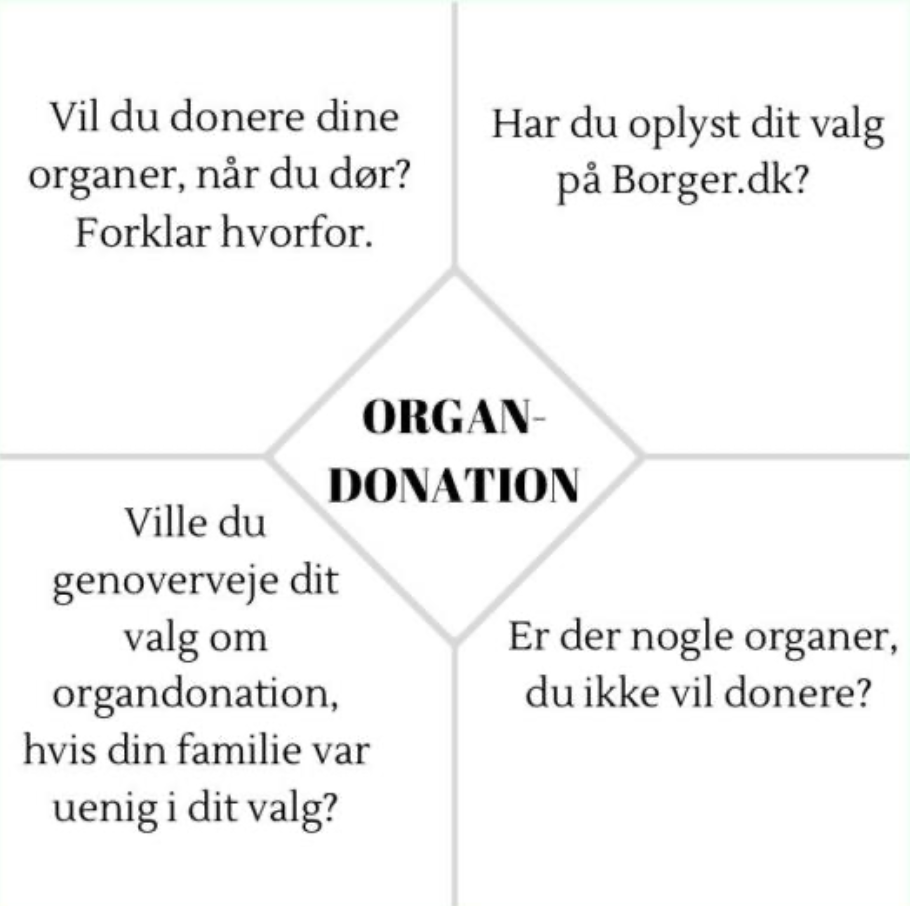 Vil du donere dine
organer, når du dør?
Forklar hvorfor.
Har du oplyst dit valg
på Borger.dk?
ORGAN-
DONATION
Ville du
genoverveje dit
valg om
organdonation,
hvis din familie var
uenig i dit valg?
Er der nogle organer,
du ikke vil donere?